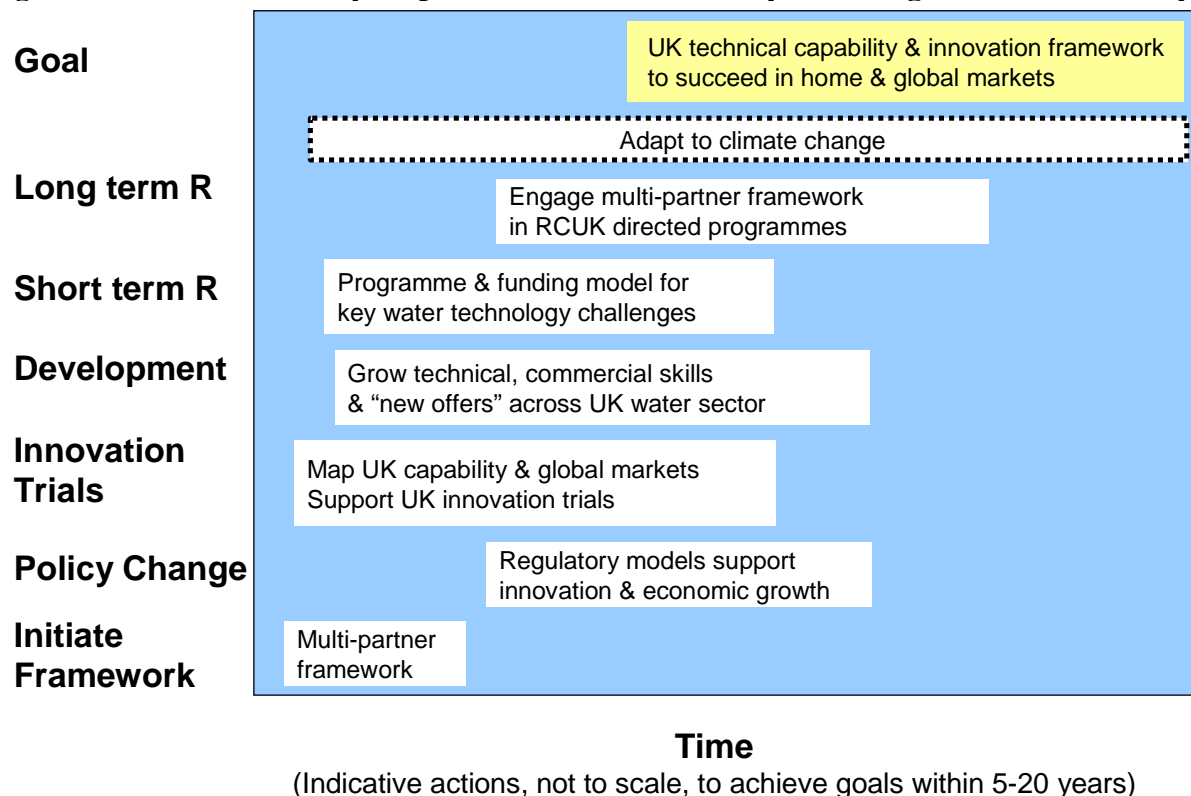 Goal
UK technical capability & innovation framework
to succeed in home & global markets
Adapt to climate change
Long term R
Engage multi-partner framework
in RCUK directed programmes
Short term R
Programme & funding model for
key water technology challenges
Development
Grow technical, commercial skills
& “new offers” across UK water sector
Innovation
Trials
Map UK capability & global markets
Support UK innovation trials
Policy Change
Regulatory models support
innovation & economic growth
Initiate
Framework
Multi-partner
framework
Time
(Indicative actions, not to scale, to achieve goals within 5-20 years)